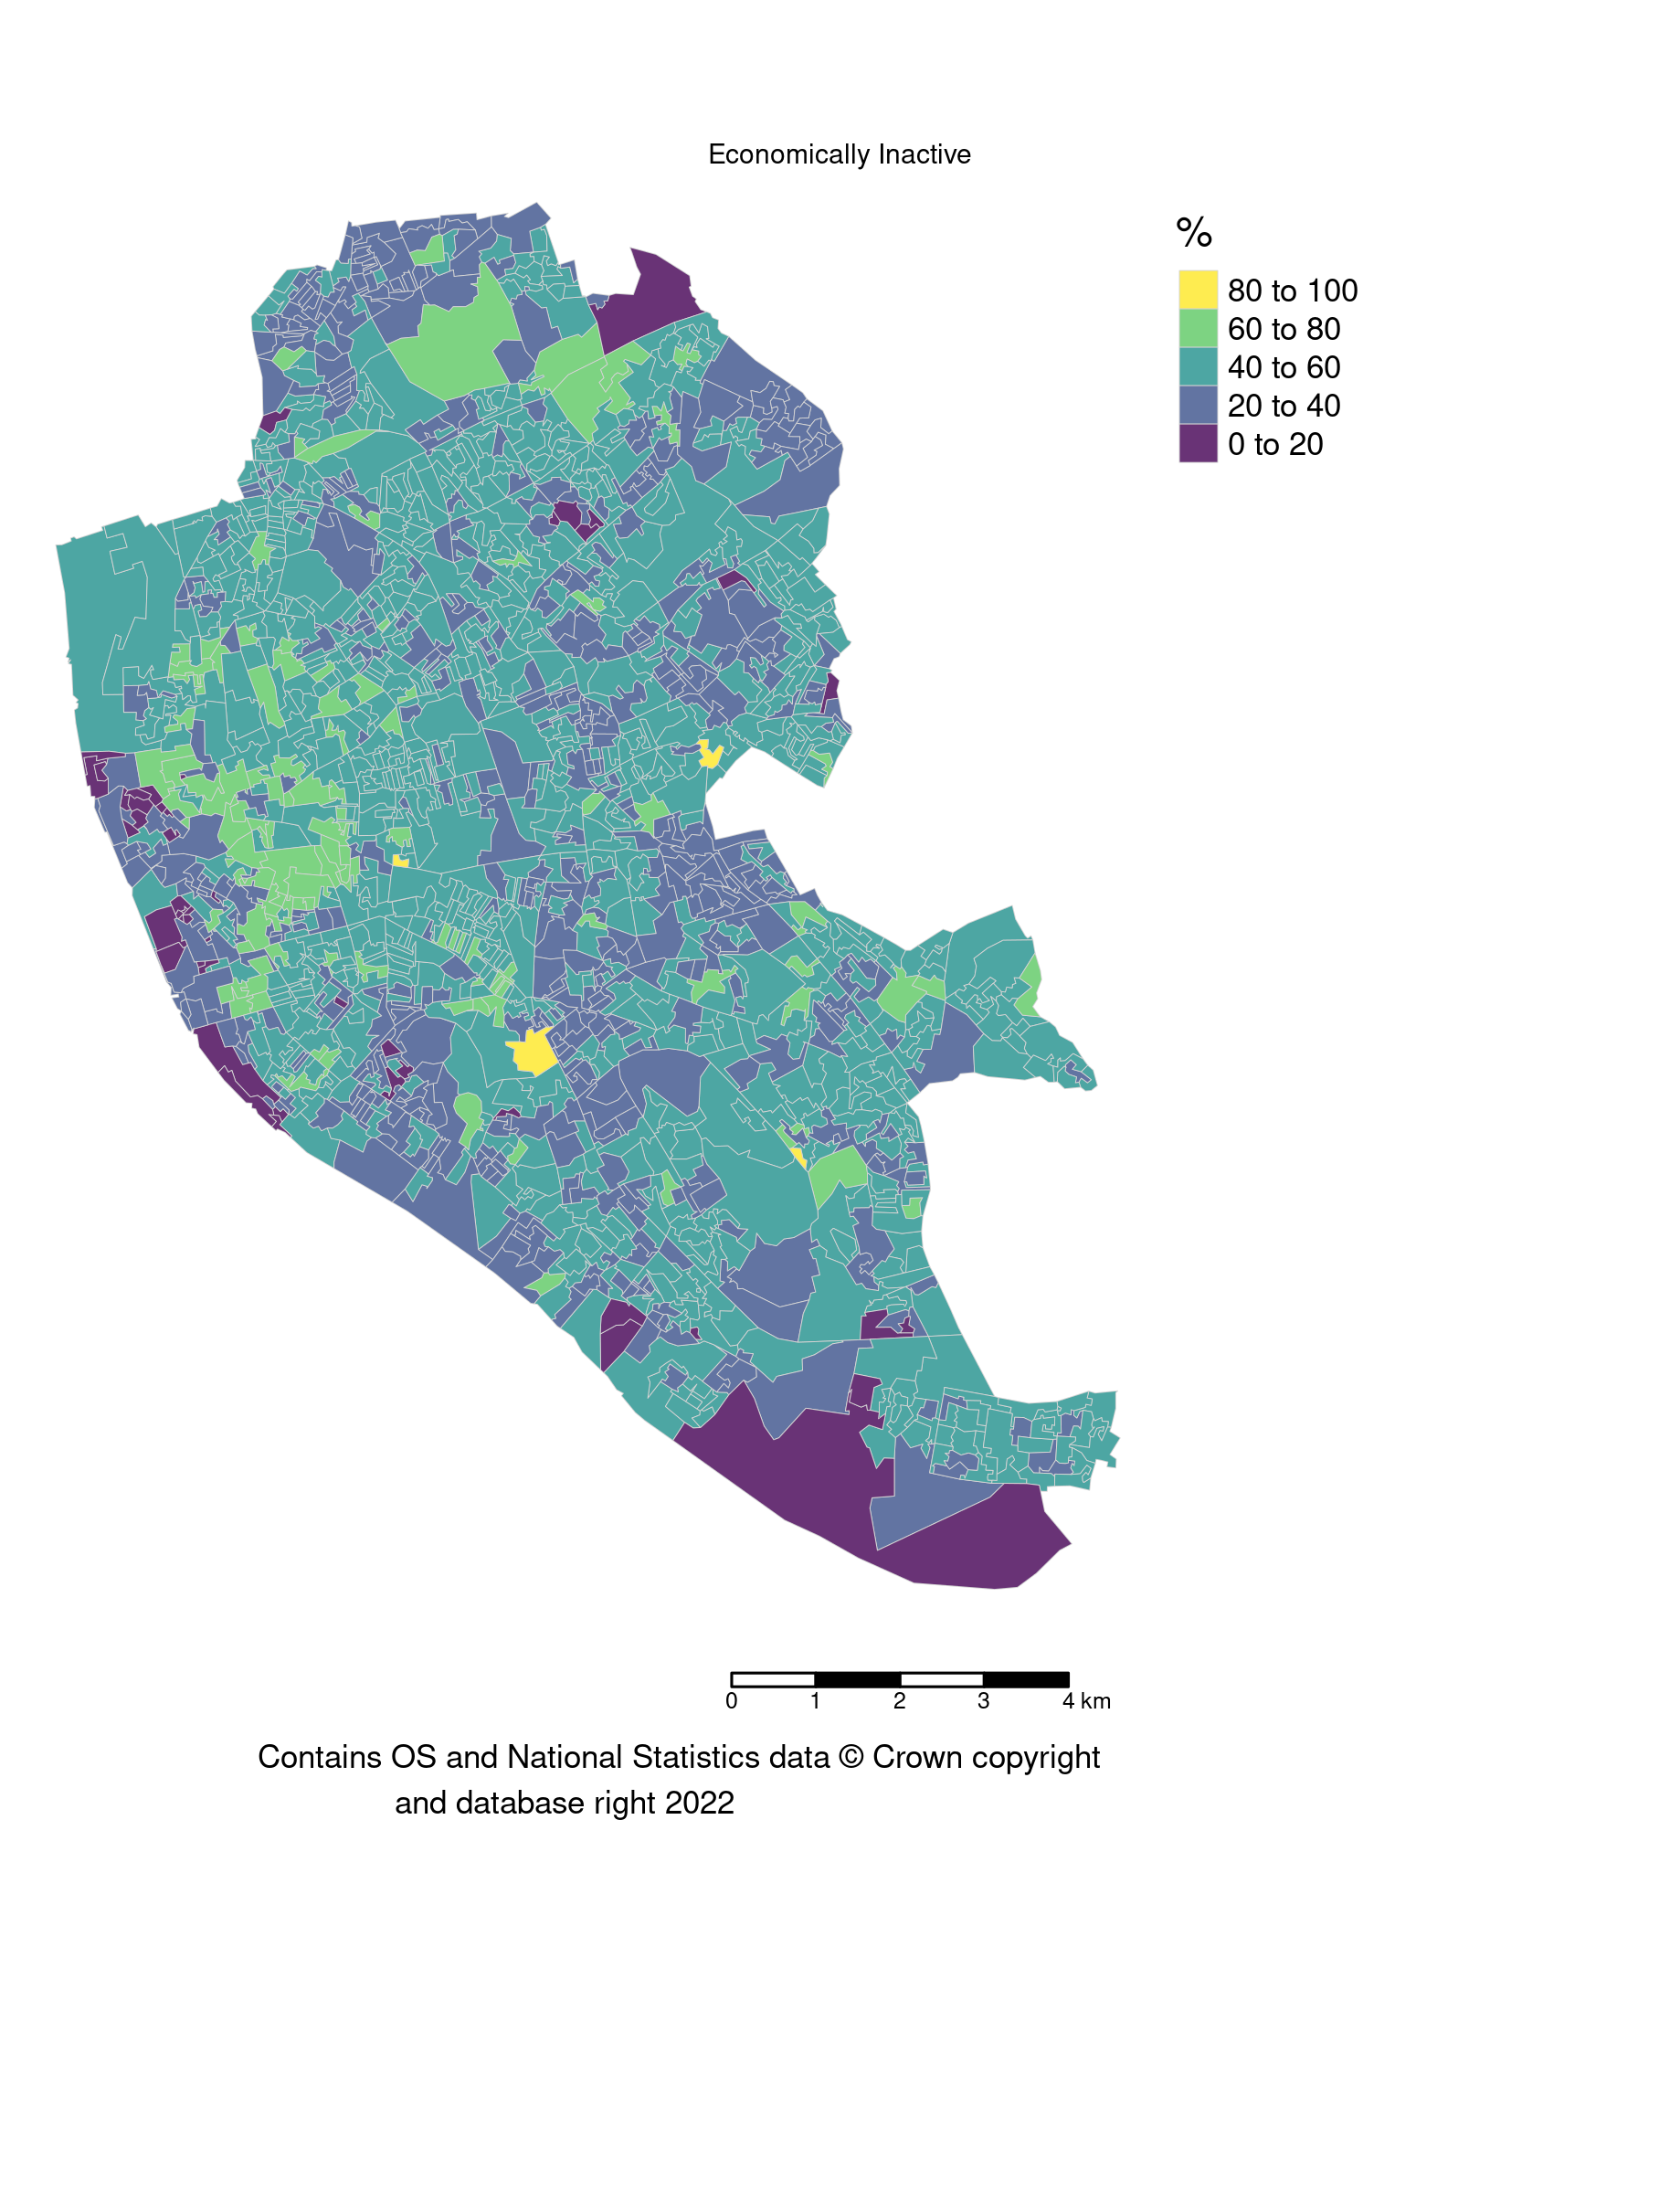 Economically Inactive
%
80 to 100
60 to 80
40 to 60
20 to 40
0 to 20
0 1 2 3 4 km
Contains OS and National Statistics data © Crown copyright
and database right 2022